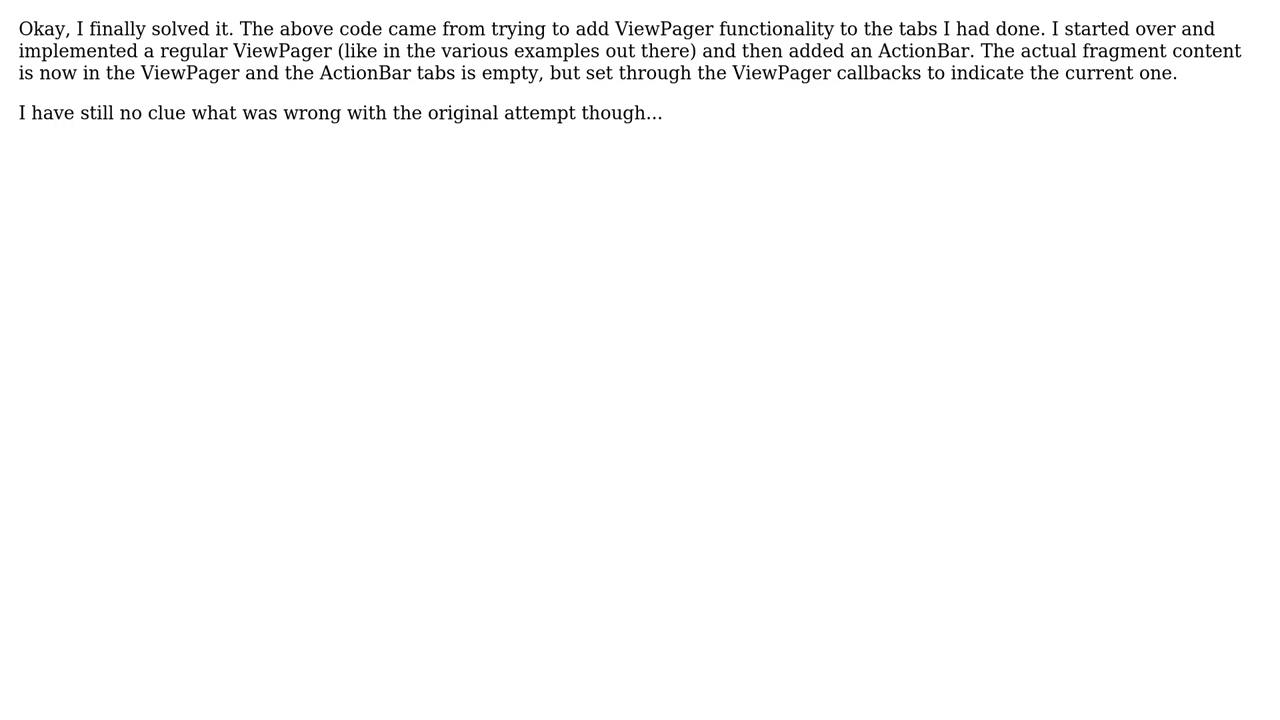 Okay, I finally solved it. The above code came from trying to add ViewPager functionality to the tabs I had done. I started over and
implemented a regular ViewPager (like in the various examples out there) and then added an ActionBar. The actual fragment content
is now in the ViewPager and the ActionBar tabs is empty, but set through the ViewPager callbacks to indicate the current one.
I have still no clue what was wrong with the original attempt though...